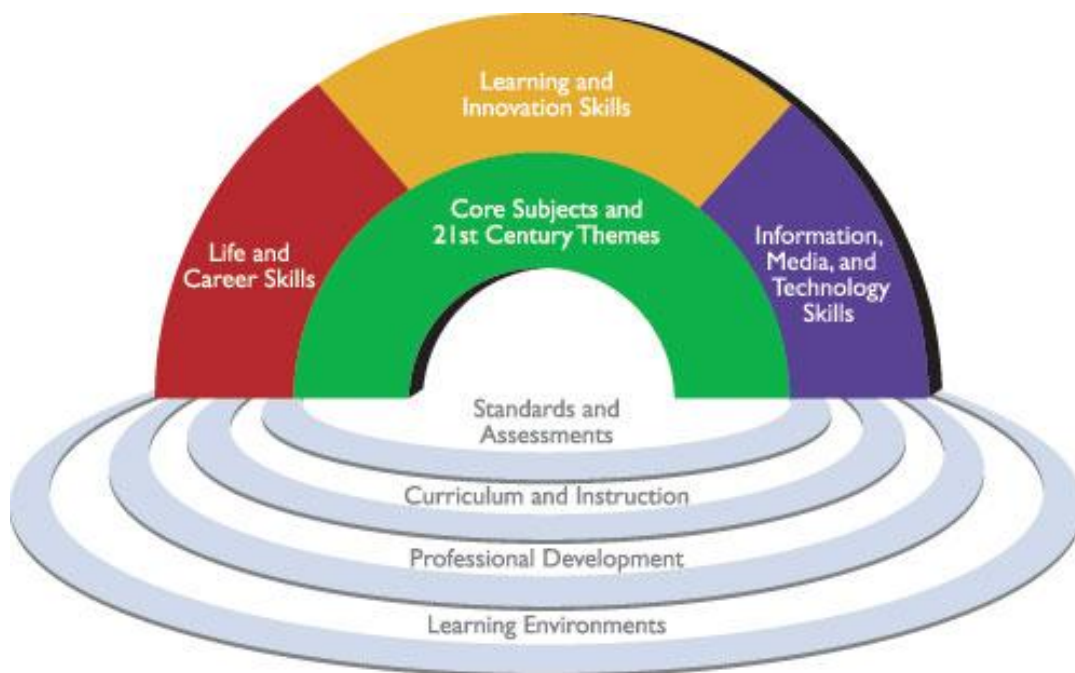 Learning and
Innovation Skills
Core Subjects and
21st Century Themes
Life and
Career Skills
Information,
Media, and
Technology
Skills
Standards and
Assessments
Curriculum and Instruction
Professional Development
Learning Environments